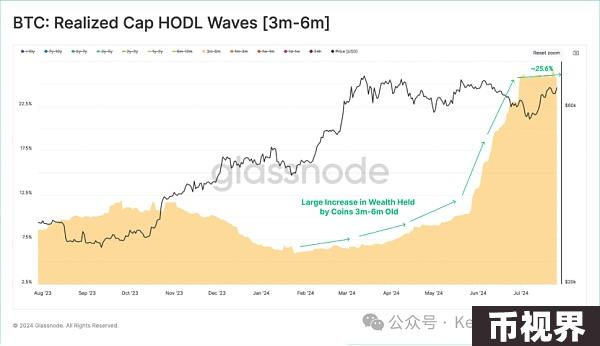 BTC: Realized Cap HODL Waves [3m-6m]
Reset zoom
~25.6%
22.5%
$60k
17.5%
glassnode
Large Increase in Wealth Held
by Coins 3m-6m Old
12.5%
7.5%
2.5%
$20k
Aug '23 Sep '23 Oct '23 Nov '23 Dec '23 Jan '24 Feb '24 Mar '24 Apr '24 May '24 Jun '24 Jul '24
© 2024 Glassnode. All Rights Reserved.
公众号 · Ke
币视界